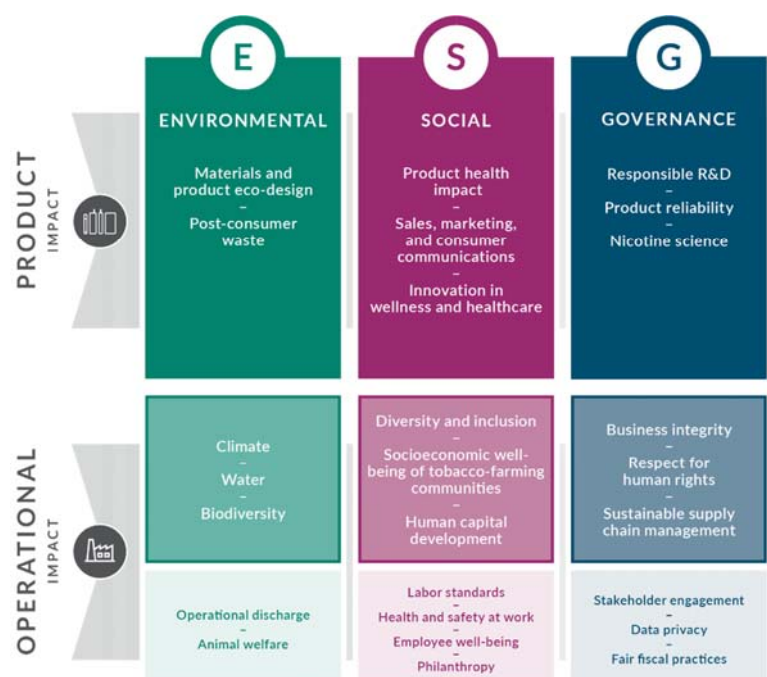 E
S
G
ENVIRONMENTAL
SOCIAL
GOVERNANCE
PRODUCT
IMPACT
Materials and
product eco-design
–
Post-consumer
waste
Product health
impact
–
Sales, marketing,
and consumer
communications
–
Innovation in
wellness and healthcare
Responsible R&D
–
Product reliability
–
Nicotine science
OPERATIONAL
IMPACT
Climate
–
Water
–
Biodiversity
Diversity and inclusion
–
Socioeconomic well-
being of tobacco-farming
communities
–
Human capital
development
Business integrity
–
Respect for
human rights
–
Sustainable supply
chain management
Operational discharge
–
Animal welfare
Labor standards
–
Health and safety at work
–
Employee well-being
–
Philanthropy
Stakeholder engagement
–
Data privacy
–
Fair fiscal practices